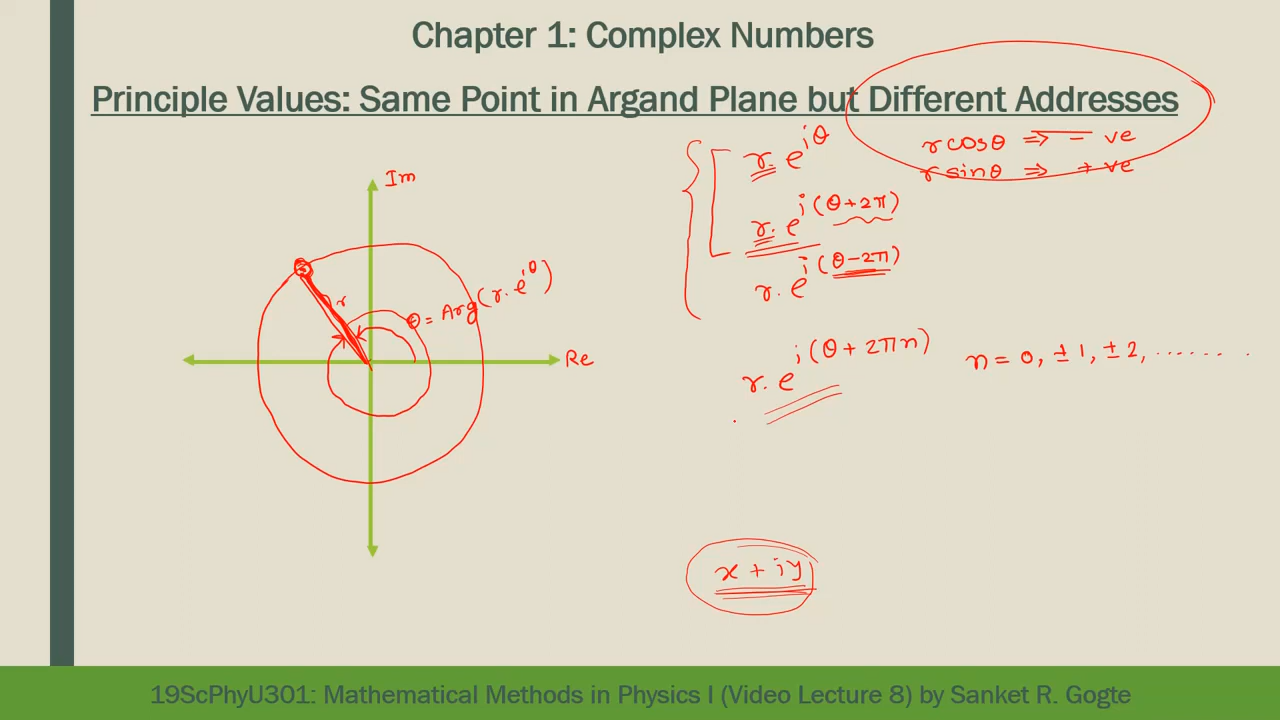 Chapter 1: Complex Numbers
Principle Values: Same Point in Argand Plane but Different Addresses
r cosθ ⇒ - ve
r sinθ ⇒ + ve
r. e^{iθ}
r. e^{i(θ+2π)}
r. e^{i(θ-2π)}
r. e^{i(θ+2πn)} n = 0, ±1, ±2, .......
Im
r
θ = Arg(r. e^{iθ})
Re
x + iy
19ScPhyU301: Mathematical Methods in Physics I (Video Lecture 8) by Sanket R. Gogte